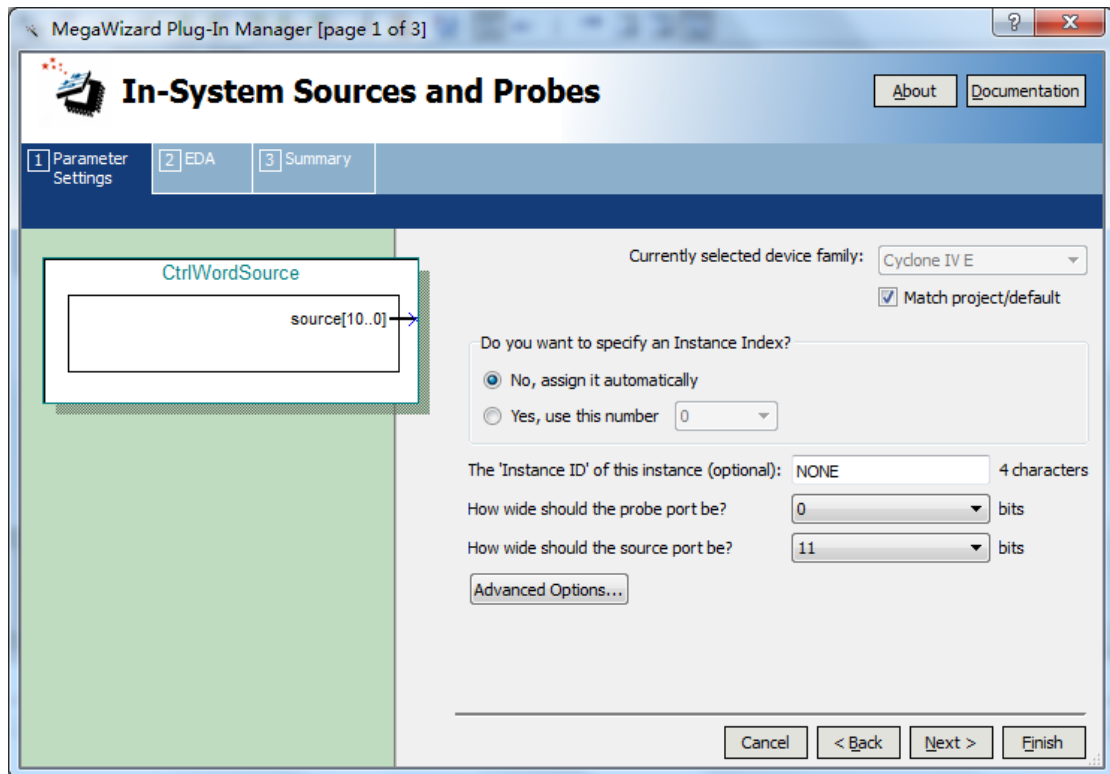 MegaWizard Plug-In Manager [page 1 of 3]
In-System Sources and Probes
About
Documentation
1 Parameter Settings
2 EDA
3 Summary
CtrlWordSource
source[10..0]
Currently selected device family:
Cyclone IV E
Match project/default
Do you want to specify an Instance Index?
No, assign it automatically
Yes, use this number 0
The 'Instance ID' of this instance (optional): NONE 4 characters
How wide should the probe port be? 0 bits
How wide should the source port be? 11 bits
Advanced Options...
Cancel < Back Next > Finish